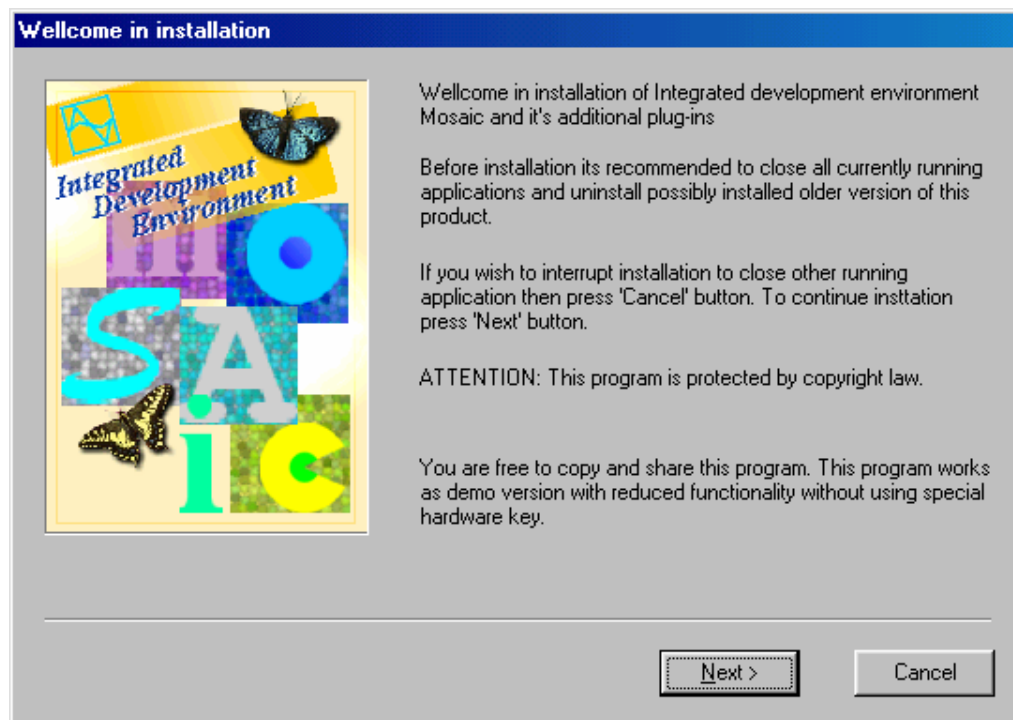 Wellcome in installation
Integrated
Development
Environment
mo
SA
iC
Wellcome in installation of Integrated development environment
Mosaic and it's additional plug-ins
Before installation its recommended to close all currently running
applications and uninstall possibly installed older version of this
product.
If you wish to interrupt installation to close other running
application then press 'Cancel' button. To continue insttation
press 'Next' button.
ATTENTION: This program is protected by copyright law.
You are free to copy and share this program. This program works
as demo version with reduced functionality without using special
hardware key.
Next >
Cancel